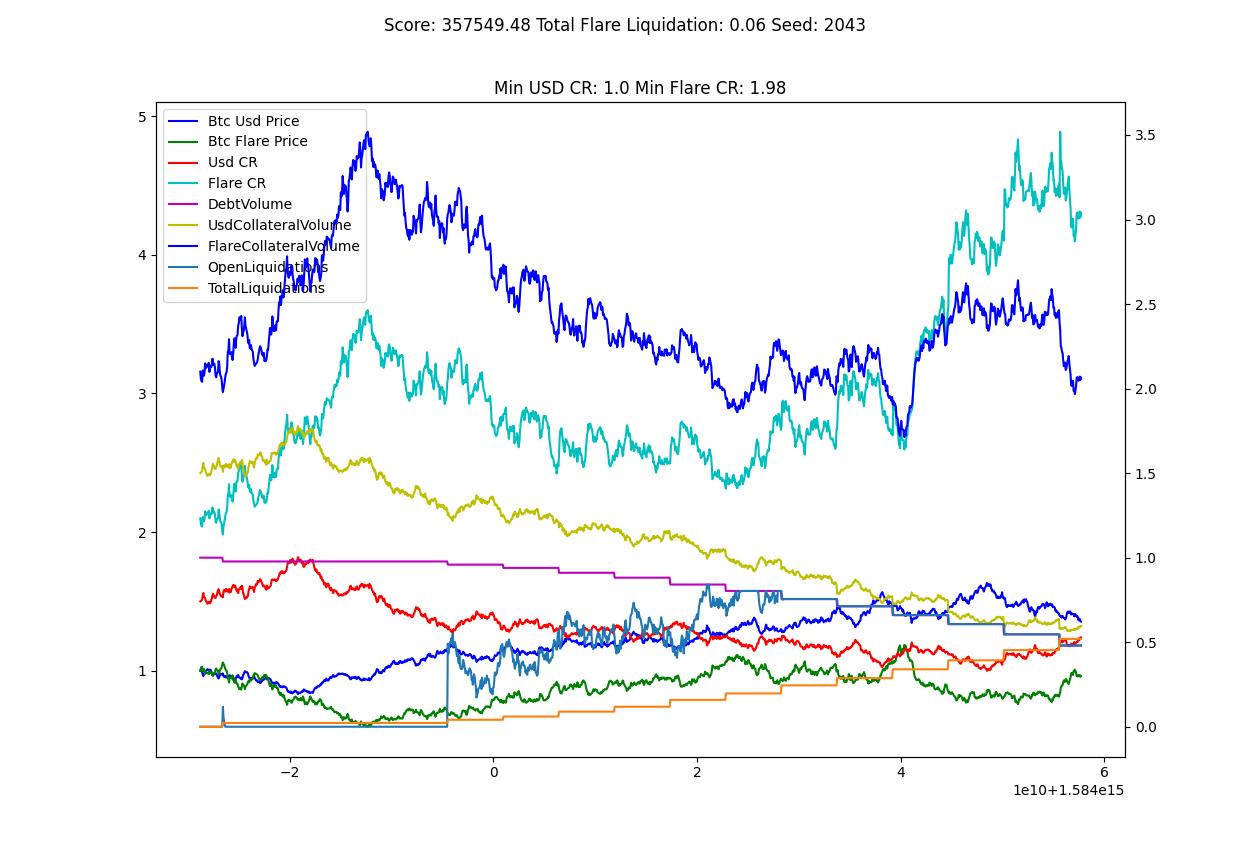 Score: 357549.48 Total Flare Liquidation: 0.06 Seed: 2043
Min USD CR: 1.0 Min Flare CR: 1.98
Btc Usd Price
Btc Flare Price
Usd CR
Flare CR
DebtVolume
UsdCollateralVolume
FlareCollateralVolume
OpenLiquidations
TotalLiquidations
5
4
3
2
1
3.5
3.0
2.5
2.0
1.5
1.0
0.5
0.0
−2
0
2
4
6
1e10+1.584e15